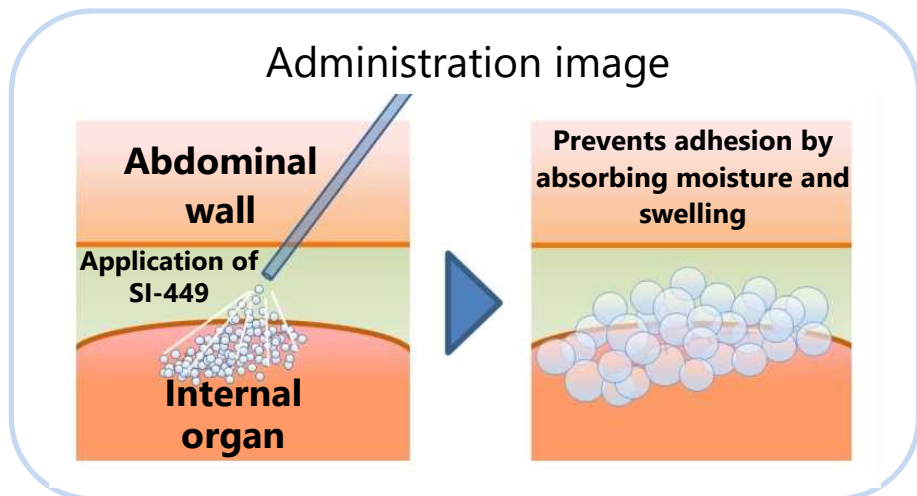 Administration image
Abdominal
wall
Application of
SI-449
Internal
organ
Prevents adhesion by
absorbing moisture and
swelling